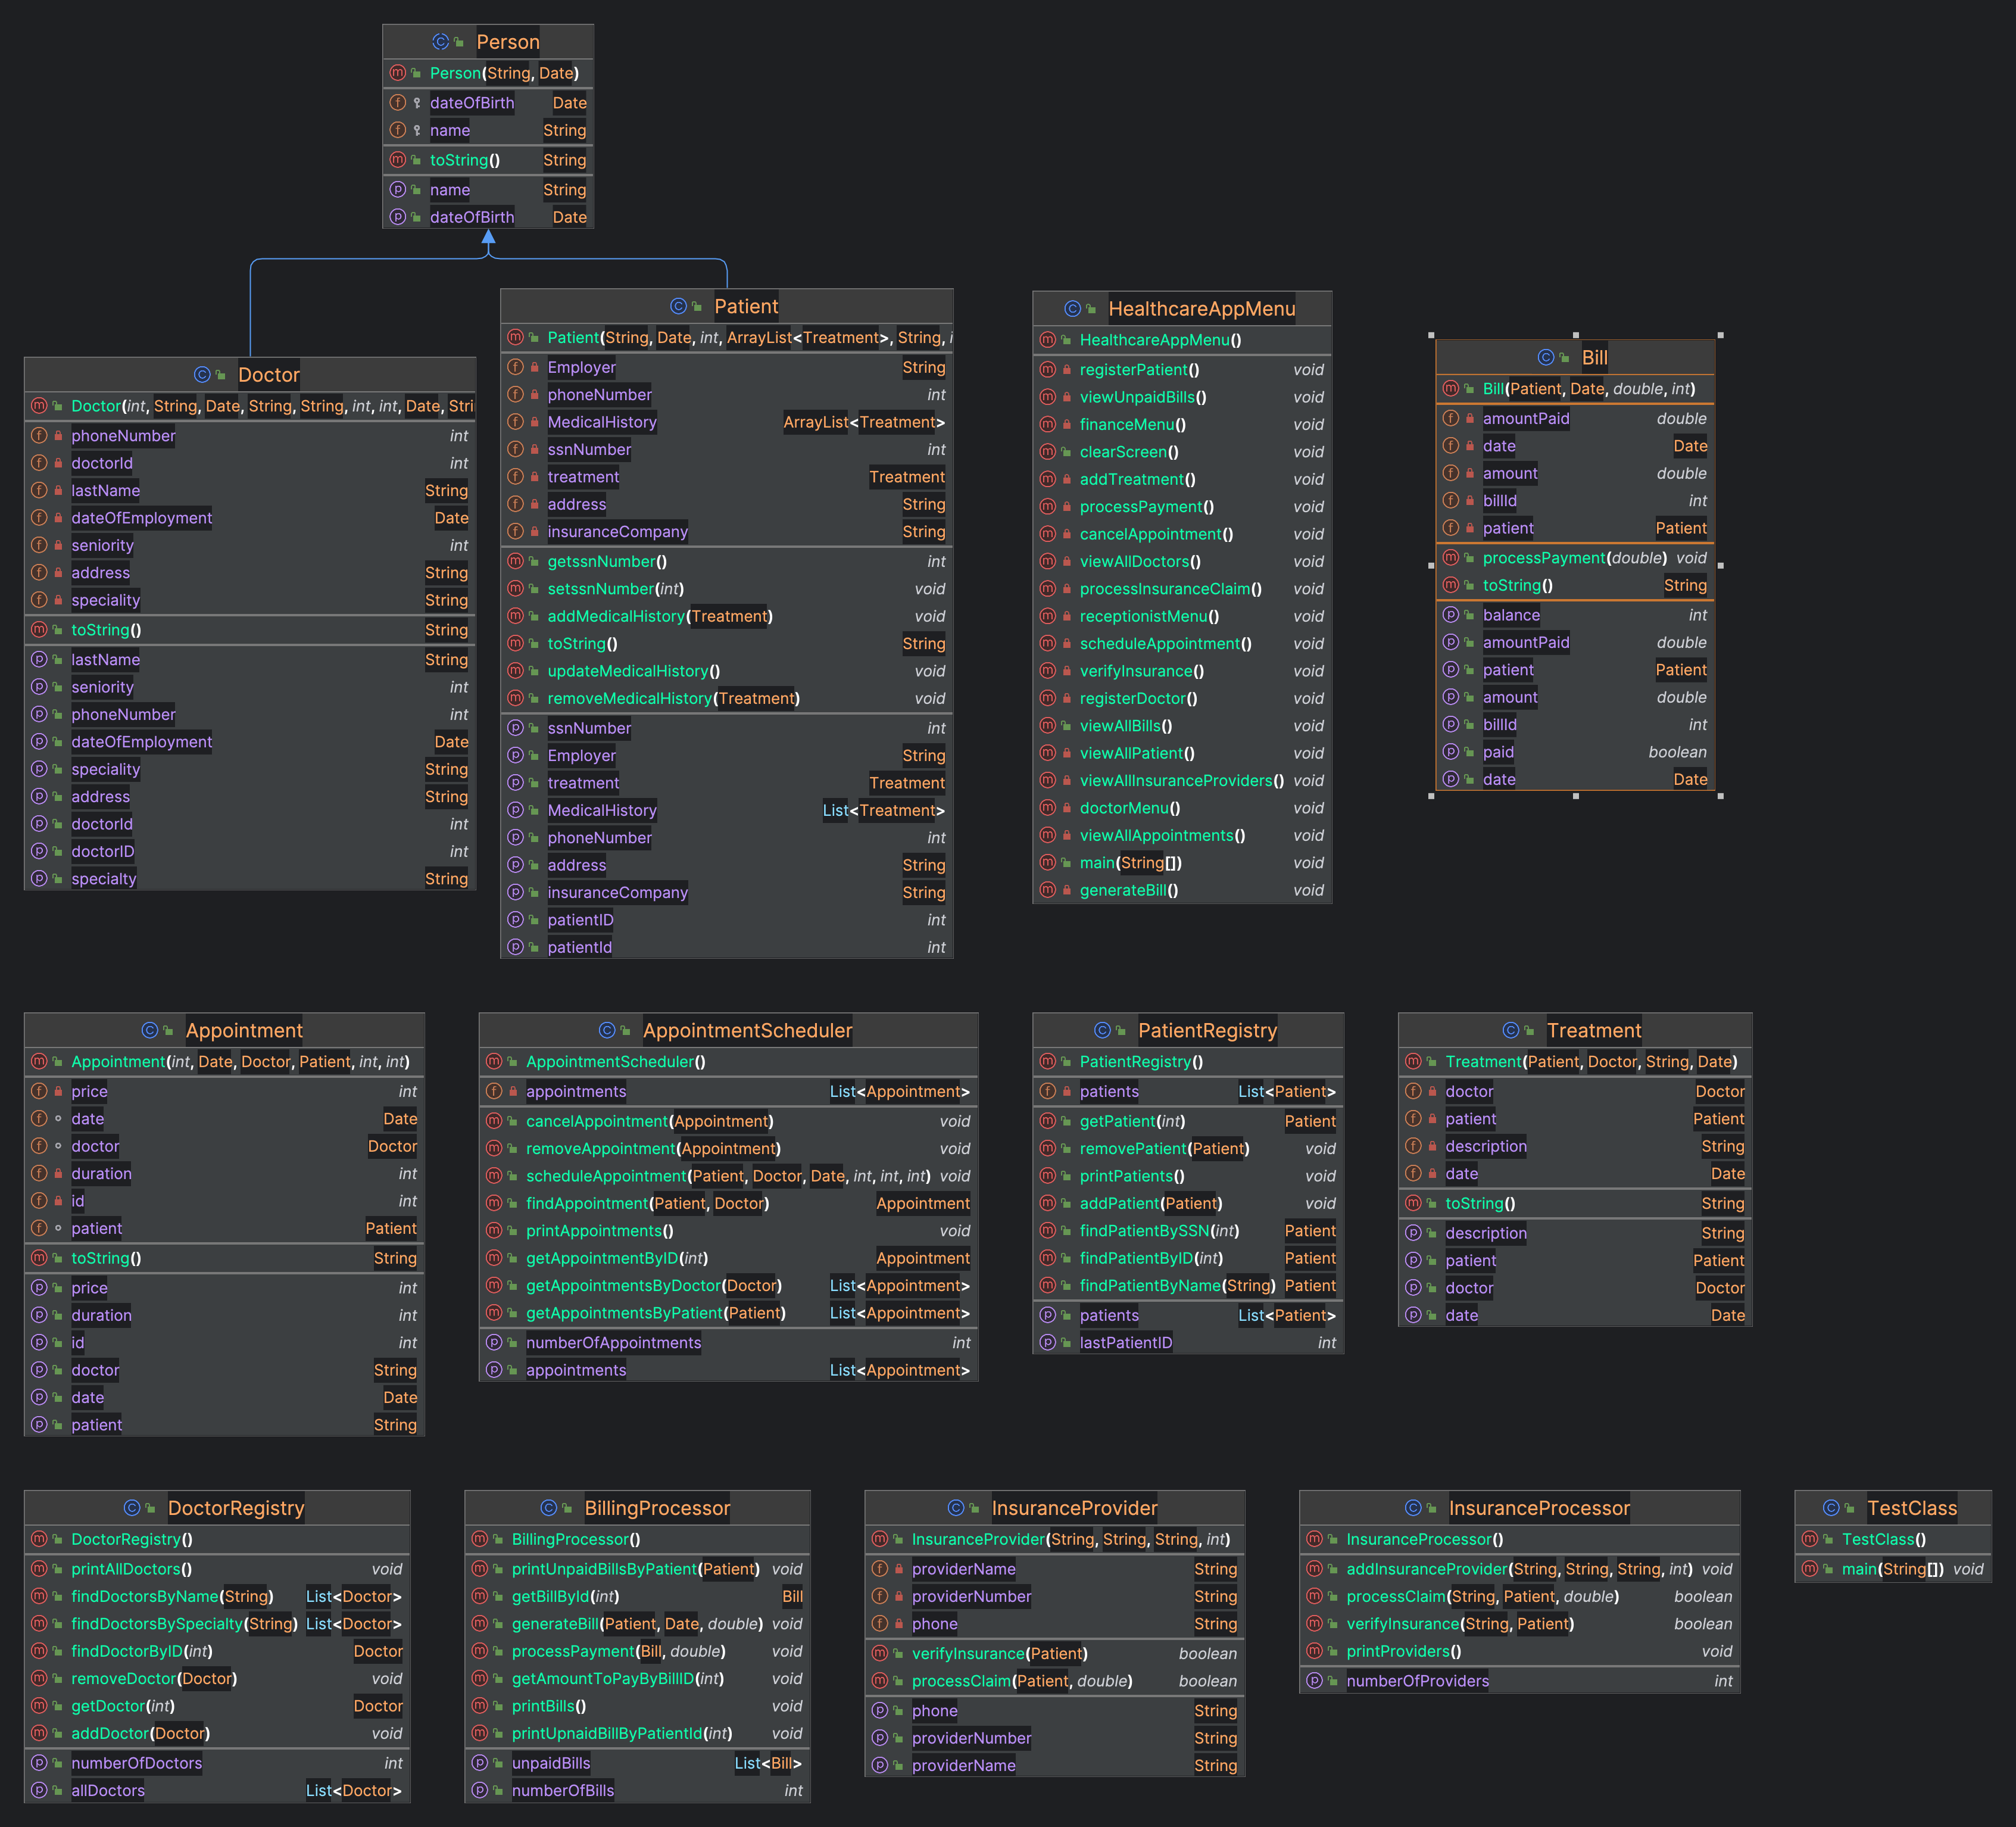 Person
Person(String, Date)
dateOfBirth Date
name String
toString() String
name String
dateOfBirth Date
Doctor
Doctor(int, String, Date, String, String, int, int, Date, Stri
phoneNumber int
doctorId int
lastName String
dateOfEmployment Date
seniority int
address String
speciality String
toString() String
lastName String
seniority int
phoneNumber int
dateOfEmployment Date
speciality String
address String
doctorId int
doctorID int
specialty String
Patient
Patient(String, Date, int, ArrayList<Treatment>, String, i
Employer String
phoneNumber int
MedicalHistory ArrayList<Treatment>
ssnNumber int
treatment Treatment
address String
insuranceCompany String
getssnNumber() int
setssnNumber(int) void
addMedicalHistory(Treatment) void
toString() String
updateMedicalHistory() void
removeMedicalHistory(Treatment) void
ssnNumber int
Employer String
treatment Treatment
MedicalHistory List<Treatment>
phoneNumber int
address String
insuranceCompany String
patientID int
patientId int
HealthcareAppMenu
HealthcareAppMenu()
registerPatient() void
viewUnpaidBills() void
financeMenu() void
clearScreen() void
addTreatment() void
processPayment() void
cancelAppointment() void
viewAllDoctors() void
processInsuranceClaim() void
receptionistMenu() void
scheduleAppointment() void
verifyInsurance() void
registerDoctor() void
viewAllBills() void
viewAllPatient() void
viewAllInsuranceProviders() void
doctorMenu() void
viewAllAppointments() void
main(String[]) void
generateBill() void
Bill
Bill(Patient, Date, double, int)
amountPaid double
date Date
amount double
billId int
patient Patient
processPayment(double) void
toString() String
balance int
amountPaid double
patient Patient
amount double
billId int
paid boolean
date Date
Appointment
Appointment(int, Date, Doctor, Patient, int, int)
price int
date Date
doctor Doctor
duration int
id int
patient Patient
toString() String
price int
duration int
id int
doctor String
date Date
patient String
AppointmentScheduler
AppointmentScheduler()
appointments List<Appointment>
cancelAppointment(Appointment) void
removeAppointment(Appointment) void
scheduleAppointment(Patient, Doctor, Date, int, int, int) void
findAppointment(Patient, Doctor) Appointment
printAppointments() void
getAppointmentByID(int) Appointment
getAppointmentsByDoctor(Doctor) List<Appointment>
getAppointmentsByPatient(Patient) List<Appointment>
numberOfAppointments int
appointments List<Appointment>
PatientRegistry
PatientRegistry()
patients List<Patient>
getPatient(int) Patient
removePatient(Patient) void
printPatients() void
addPatient(Patient) void
findPatientBySSN(int) Patient
findPatientByID(int) Patient
findPatientByName(String) Patient
patients List<Patient>
lastPatientID int
Treatment
Treatment(Patient, Doctor, String, Date)
doctor Doctor
patient Patient
description String
date Date
toString() String
description String
patient Patient
doctor Doctor
date Date
DoctorRegistry
DoctorRegistry()
printAllDoctors() void
findDoctorsByName(String) List<Doctor>
findDoctorsBySpecialty(String) List<Doctor>
findDoctorByID(int) Doctor
removeDoctor(Doctor) void
getDoctor(int) Doctor
addDoctor(Doctor) void
numberOfDoctors int
allDoctors List<Doctor>
BillingProcessor
BillingProcessor()
printUnpaidBillsByPatient(Patient) void
getBillById(int) Bill
generateBill(Patient, Date, double) void
processPayment(Bill, double) void
getAmountToPayByBillID(int) void
printBills() void
printUpnaidBillByPatientId(int) void
unpaidBills List<Bill>
numberOfBills int
InsuranceProvider
InsuranceProvider(String, String, String, int)
providerName String
providerNumber String
phone String
verifyInsurance(Patient) boolean
processClaim(Patient, double) boolean
phone String
providerNumber String
providerName String
InsuranceProcessor
InsuranceProcessor()
addInsuranceProvider(String, String, String, int) void
processClaim(String, Patient, double) boolean
verifyInsurance(String, Patient) boolean
printProviders() void
numberOfProviders int
TestClass
TestClass()
main(String[]) void